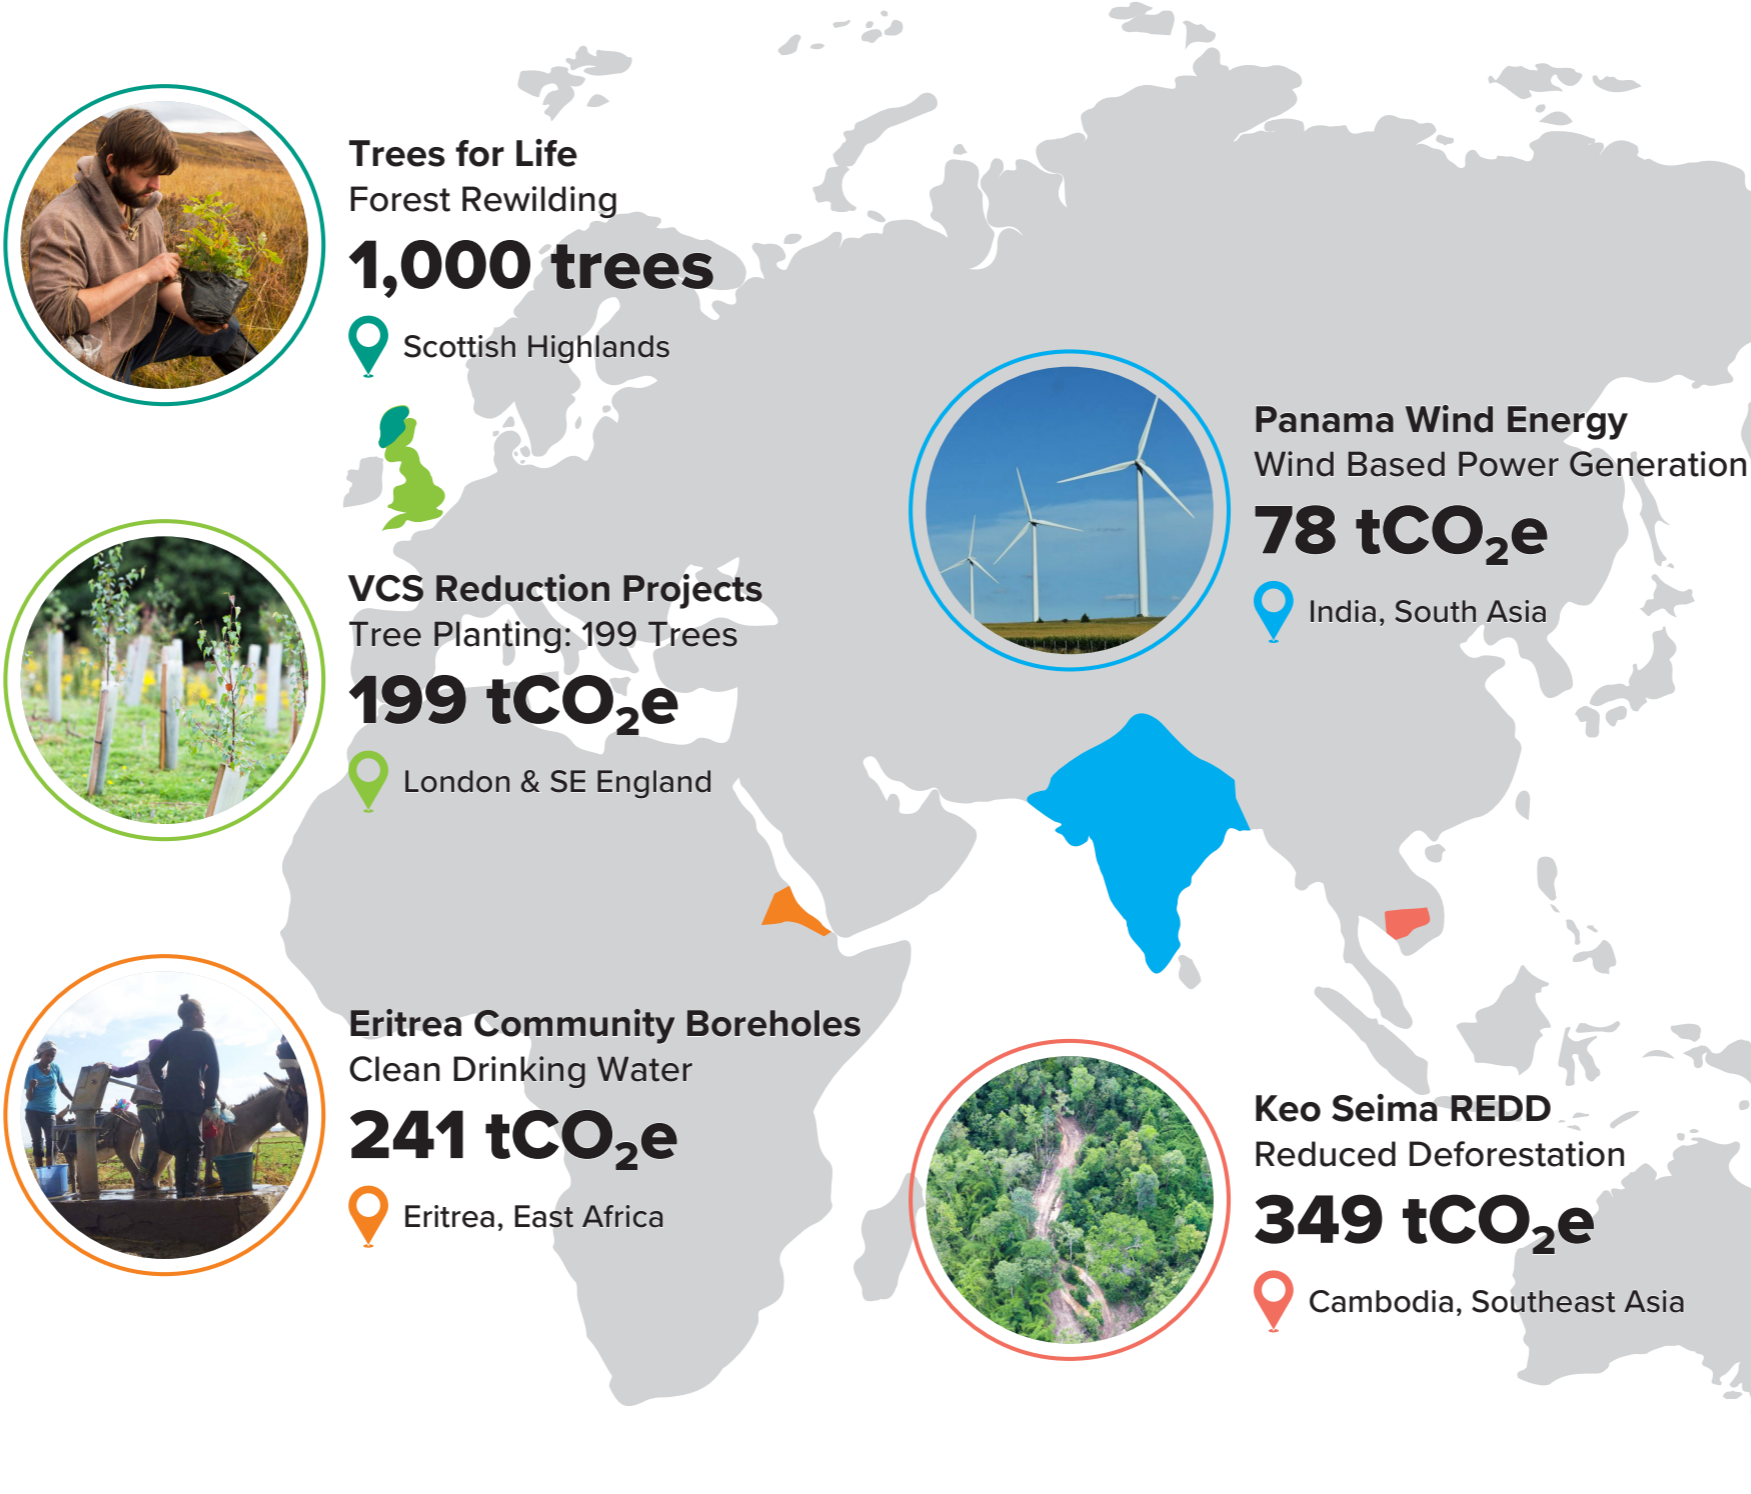 Trees for Life
Forest Rewilding
1,000 trees
Scottish Highlands
VCS Reduction Projects
Tree Planting: 199 Trees
199 tCO₂e
London & SE England
Eritrea Community Boreholes
Clean Drinking Water
241 tCO₂e
Eritrea, East Africa
Panama Wind Energy
Wind Based Power Generation
78 tCO₂e
India, South Asia
Keo Seima REDD
Reduced Deforestation
349 tCO₂e
Cambodia, Southeast Asia